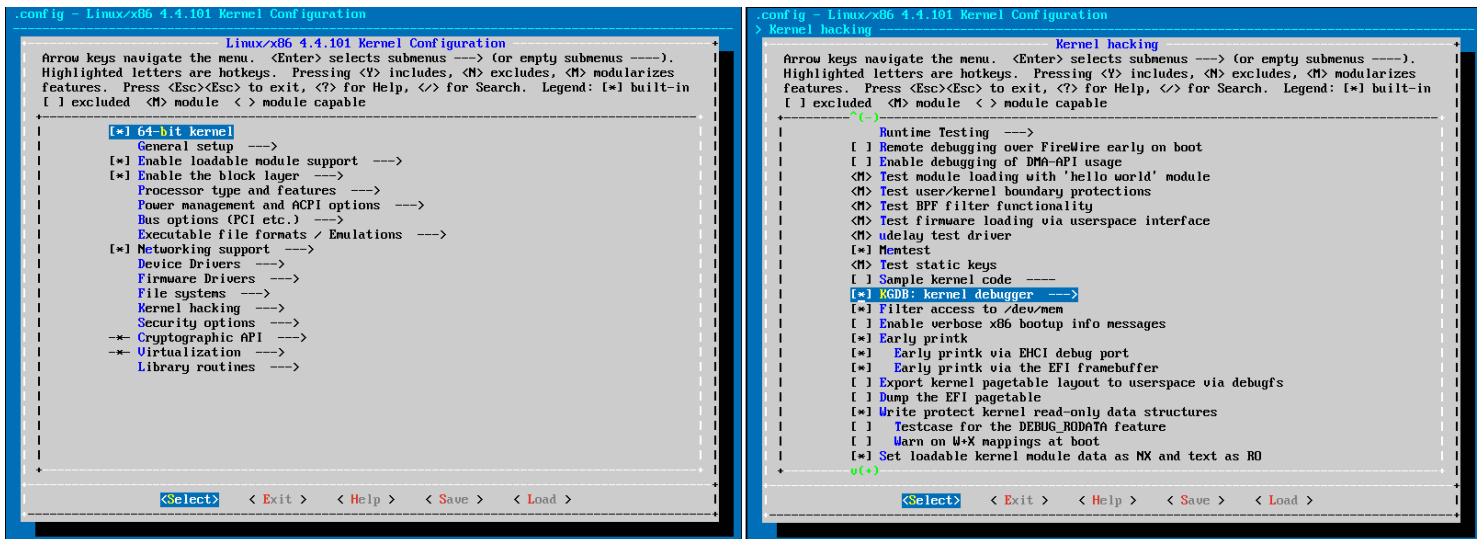 .config - Linux/x86 4.4.101 Kernel Configuration
Linux/x86 4.4.101 Kernel Configuration
Arrow keys navigate the menu.  <Enter> selects submenus ---> (or empty submenus ----).
Highlighted letters are hotkeys.  Pressing <Y> includes, <N> excludes, <M> modularizes
features.  Press <Esc><Esc> to exit, <?> for Help, </> for Search.  Legend: [*] built-in
[ ] excluded  <M> module  < > module capable
[*] 64-bit kernel
General setup  --->
[*] Enable loadable module support  --->
[*] Enable the block layer  --->
Processor type and features  --->
Power management and ACPI options  --->
Bus options (PCI etc.)  --->
Executable file formats / Emulations  --->
[*] Networking support  --->
Device Drivers  --->
Firmware Drivers  --->
File systems  --->
Kernel hacking  --->
Security options  --->
-*- Cryptographic API  --->
-*- Virtualization  --->
Library routines  --->
<Select>    < Exit >    < Help >    < Save >    < Load >
.config - Linux/x86 4.4.101 Kernel Configuration
> Kernel hacking
Kernel hacking
Arrow keys navigate the menu.  <Enter> selects submenus ---> (or empty submenus ----).
Highlighted letters are hotkeys.  Pressing <Y> includes, <N> excludes, <M> modularizes
features.  Press <Esc><Esc> to exit, <?> for Help, </> for Search.  Legend: [*] built-in
[ ] excluded  <M> module  < > module capable
^(-)
Runtime Testing  --->
[ ] Remote debugging over FireWire early on boot
[ ] Enable debugging of DMA-API usage
<M> Test module loading with 'hello world' module
<M> Test user/kernel boundary protections
<M> Test BPF filter functionality
<M> Test firmware loading via userspace interface
<M> udelay test driver
[*] Memtest
<M> Test static keys
[ ] Sample kernel code  ----
[*] KGDB: kernel debugger  --->
[*] Filter access to /dev/mem
[ ] Enable verbose x86 bootup info messages
[*] Early printk
[*]   Early printk via EHCI debug port
[*]   Early printk via the EFI framebuffer
[ ] Export kernel pagetable layout to userspace via debugfs
[ ] Dump the EFI pagetable
[*] Write protect kernel read-only data structures
[ ]   Testcase for the DEBUG_RODATA feature
[ ]   Warn on W+X mappings at boot
[*] Set loadable kernel module data as NX and text as RO
v(+)
<Select>    < Exit >    < Help >    < Save >    < Load >